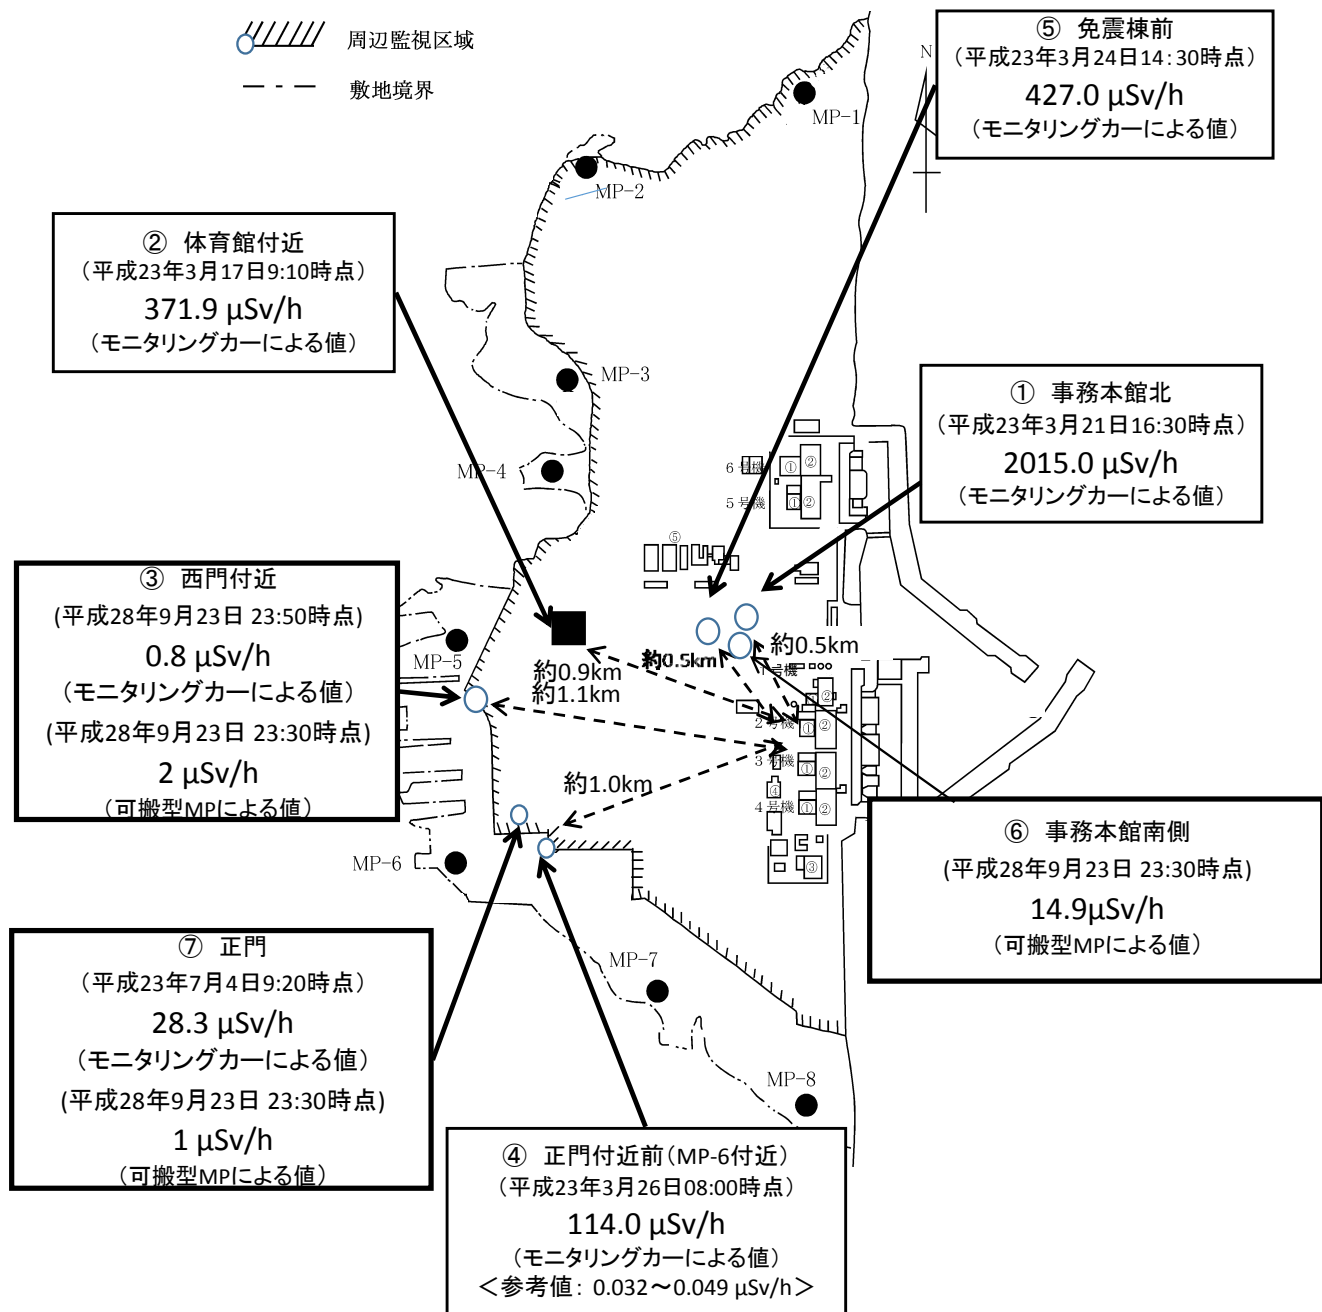 周辺監視区域
敷地境界
⑤ 免震棟前
（平成23年3月24日14:30時点）
427.0 μSv/h
（モニタリングカーによる値）
N
MP-1
MP-2
② 体育館付近
（平成23年3月17日9:10時点）
371.9 μSv/h
（モニタリングカーによる値）
MP-3
MP-4
① 事務本館北
（平成23年3月21日16:30時点）
2015.0 μSv/h
（モニタリングカーによる値）
6号機
①
②
5号機
①
②
⑤
③ 西門付近
(平成28年9月23日 23:50時点)
0.8 μSv/h
（モニタリングカーによる値）
(平成28年9月23日 23:30時点)
2 μSv/h
（可搬型MPによる値）
MP-5
約0.9km
約1.1km
約0.5km
約0.5km
1号機
②
2号機
①
②
3号機
①
②
④
4号機
①
②
③
約1.0km
MP-6
⑥ 事務本館南側
(平成28年9月23日 23:30時点)
14.9μSv/h
（可搬型MPによる値）
⑦ 正門
（平成23年7月4日9:20時点）
28.3 μSv/h
（モニタリングカーによる値）
(平成28年9月23日 23:30時点)
1 μSv/h
（可搬型MPによる値）
MP-7
MP-8
④ 正門付近前（MP-6付近）
（平成23年3月26日08:00時点）
114.0 μSv/h
（モニタリングカーによる値）
＜参考値: 0.032～0.049 μSv/h＞